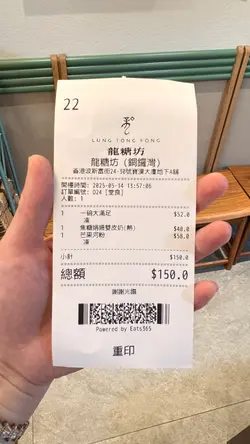 22
LUNG TONG FONG
龍糖坊
龍糖坊 (銅鑼灣)
香港波斯富街24-30號寶漢大廈地下A舖
開檯時間: 2025-05-14 13:57:06
訂單編號: 024 [堂食]
人數: 1
1 一碗大滿足 $52.0
凍
1 焦糖燒雙皮奶(熱) $40.0
1 芒果河粉 $58.0
凍
小計 $150.0
總額 $150.0
謝謝光臨
Powered by Eats365
重印